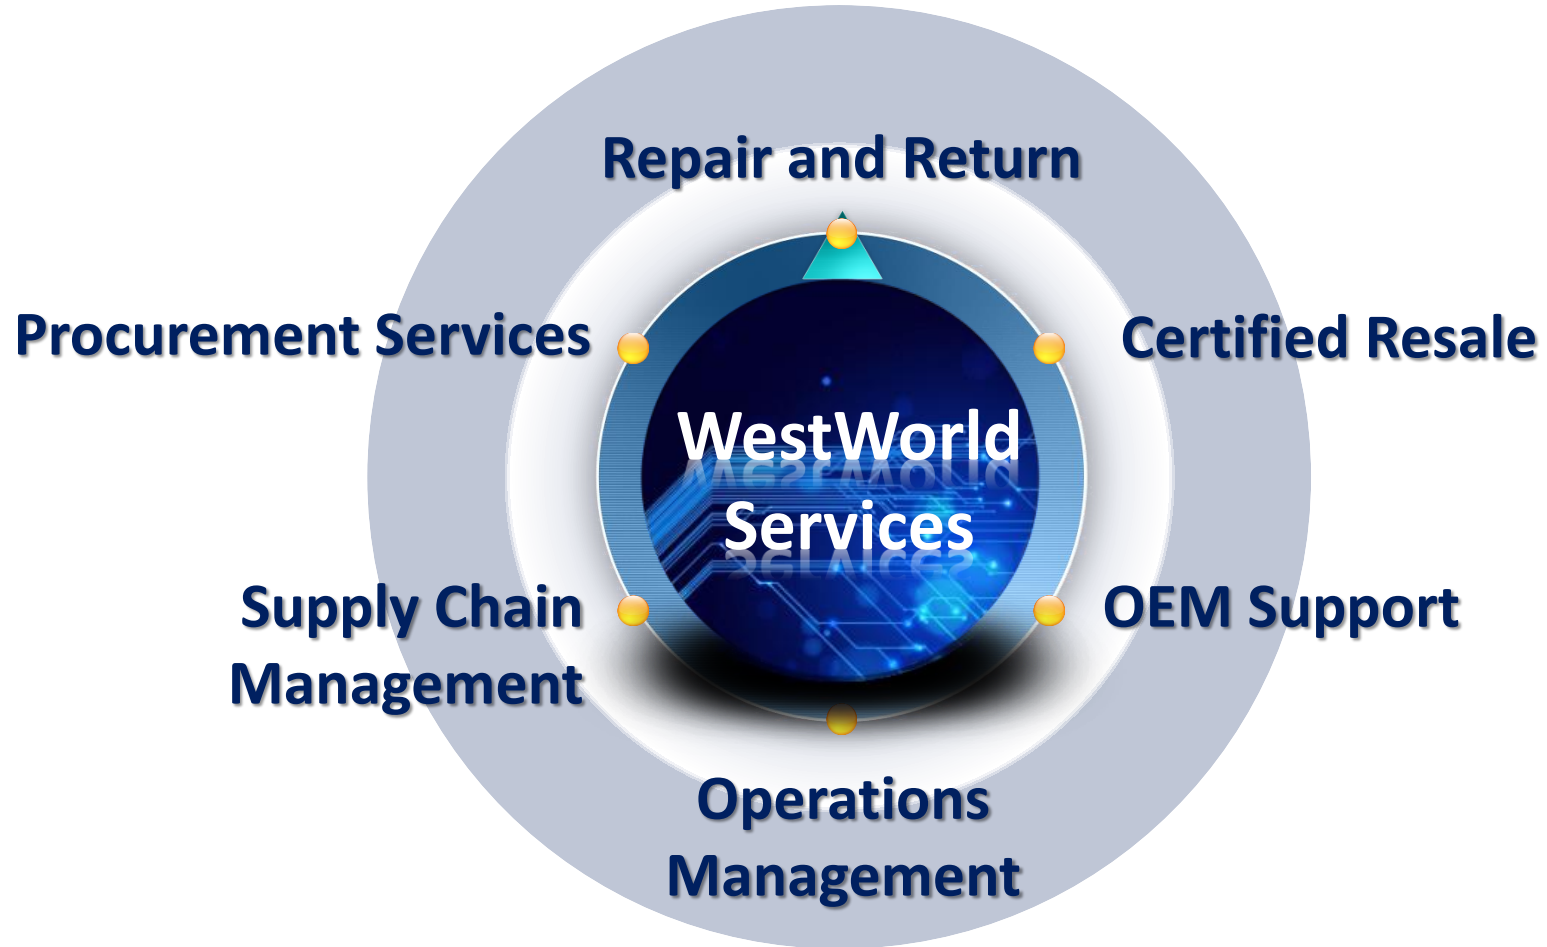 Repair and Return
Procurement Services
Certified Resale
WestWorld
Services
Supply Chain
Management
OEM Support
Operations
Management